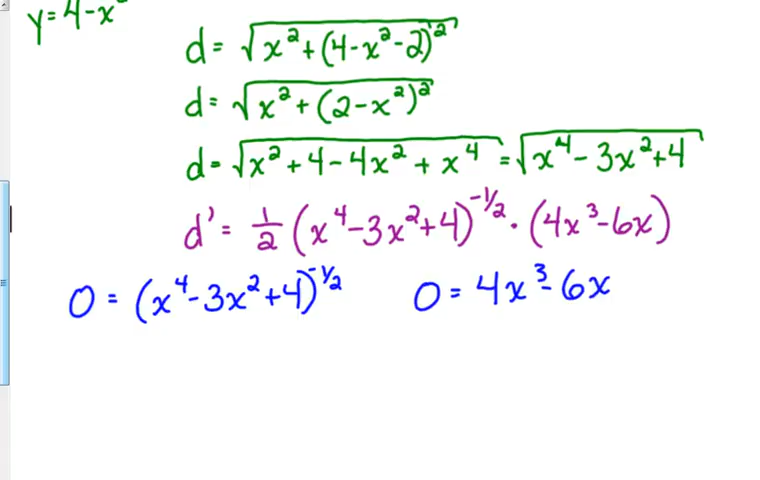 y=4-x²
d = √x²+(4-x²-2)²
d = √x²+(2-x²)²
d = √x²+4-4x²+x⁴ = √x⁴-3x²+4
d' = 1/2 (x⁴-3x²+4)^-1/2 · (4x³-6x)
0 = (x⁴-3x²+4)^-1/2 0 = 4x³-6x